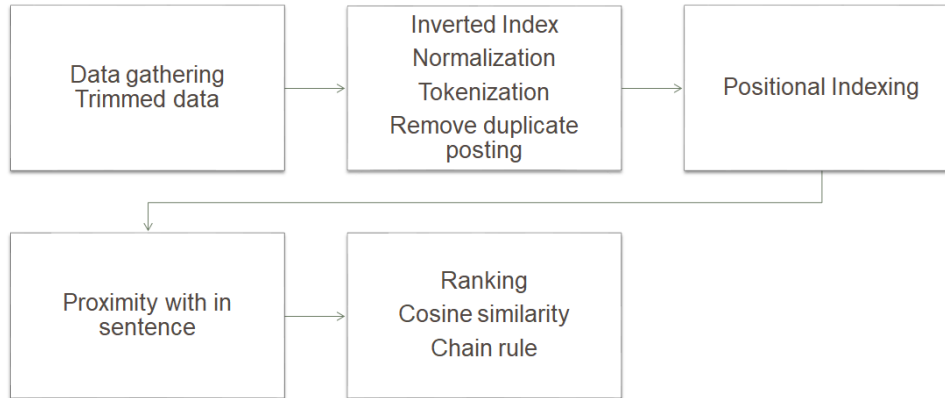 Data gathering
Trimmed data
Inverted Index
Normalization
Tokenization
Remove duplicate
posting
Positional Indexing
Proximity with in
sentence
Ranking
Cosine similarity
Chain rule